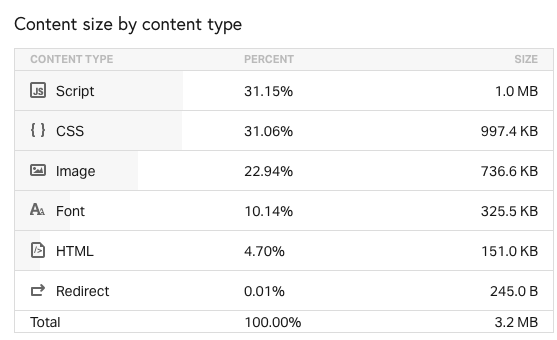 Content size by content type
CONTENT TYPE PERCENT SIZE
JS Script 31.15% 1.0 MB
{ } CSS 31.06% 997.4 KB
Image 22.94% 736.6 KB
AA Font 10.14% 325.5 KB
</> HTML 4.70% 151.0 KB
Redirect 0.01% 245.0 B
Total 100.00% 3.2 MB